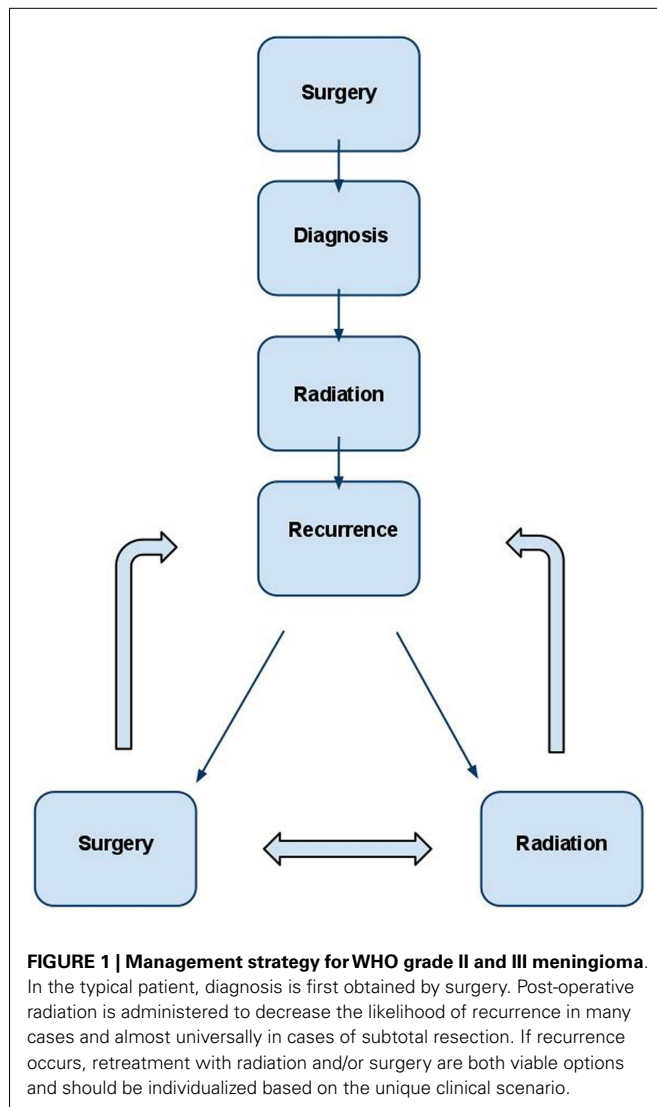 Surgery
Diagnosis
Radiation
Recurrence
Surgery
Radiation
FIGURE 1 | Management strategy for WHO grade II and III meningioma.
In the typical patient, diagnosis is first obtained by surgery. Post-operative
radiation is administered to decrease the likelihood of recurrence in many
cases and almost universally in cases of subtotal resection. If recurrence
occurs, retreatment with radiation and/or surgery are both viable options
and should be individualized based on the unique clinical scenario.